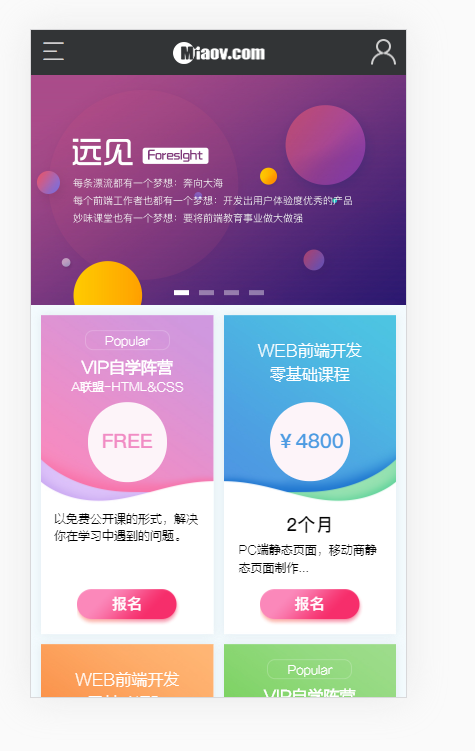 Miaov.com
远见 Foresight
每条漂流都有一个梦想：奔向大海
每个前端工作者也都有一个梦想：开发出用户体验度优秀的产品
妙味课堂也有一个梦想：要将前端教育事业做大做强
Popular
VIP自学阵营
A联盟-HTML&CSS
FREE
以免费公开课的形式，解决
你在学习中遇到的问题。
报名
WEB前端开发
零基础课程
￥4800
2个月
PC端静态页面，移动商静
态页面制作...
报名
WEB前端开发
Popular
VIP自学阵营